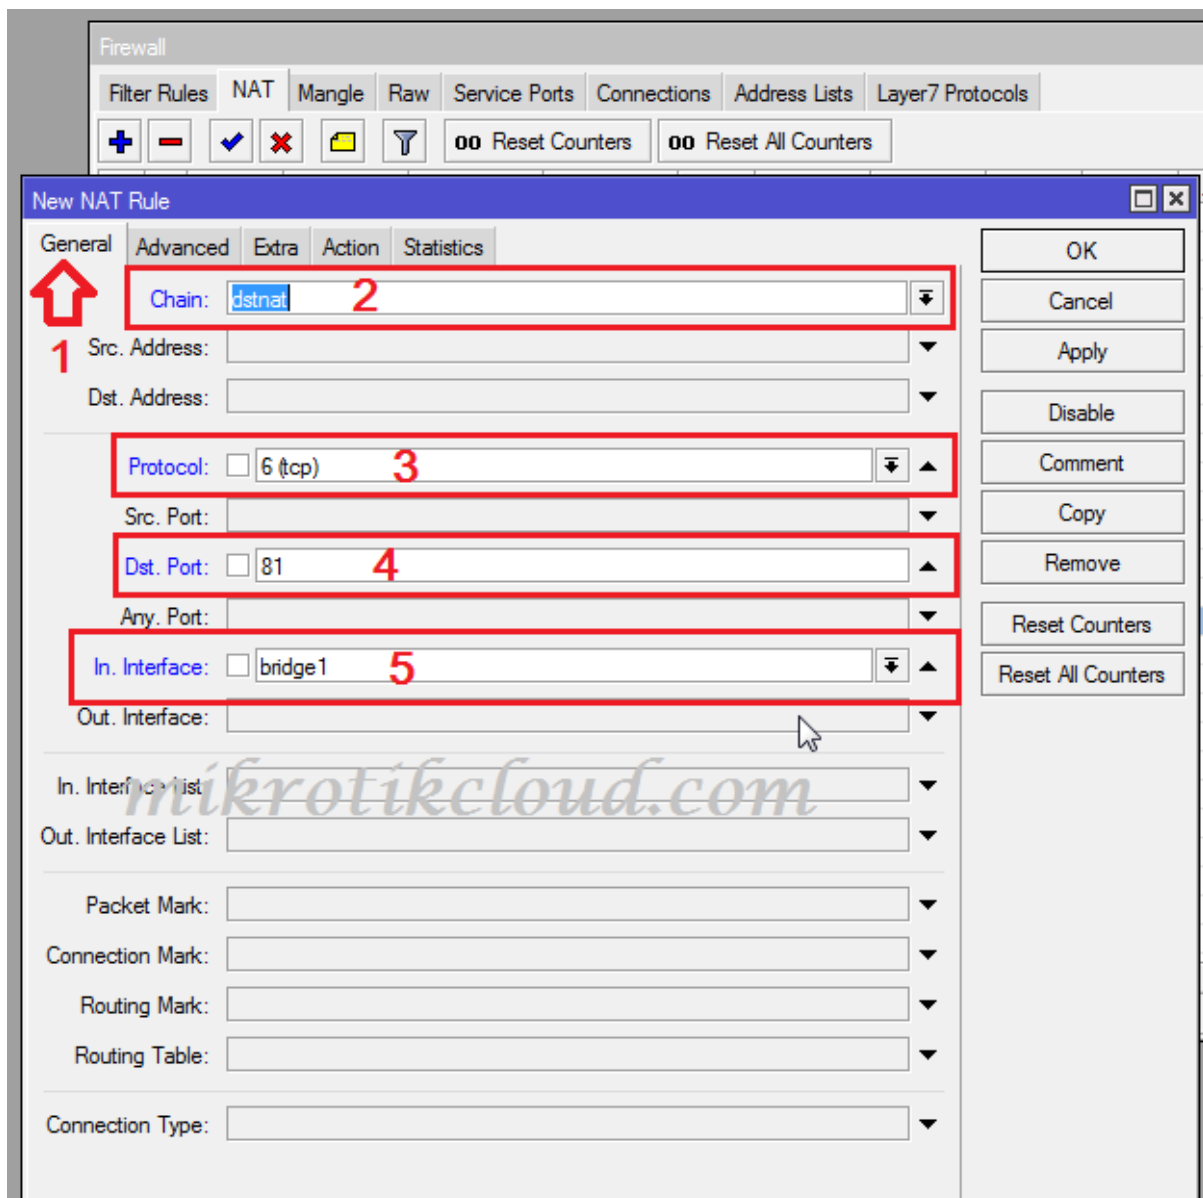 Firewall
Filter Rules NAT Mangle Raw Service Ports Connections Address Lists Layer7 Protocols
00 Reset Counters 00 Reset All Counters
New NAT Rule
General Advanced Extra Action Statistics
OK
Chain: dstnat 2
Cancel
1
Src. Address:
Apply
Dst. Address:
Disable
Protocol: 6 (tcp) 3
Comment
Src. Port:
Copy
Dst. Port: 81 4
Remove
Any. Port:
Reset Counters
In. Interface: bridge1 5
Reset All Counters
Out. Interface:
In. Interface List:
mikrotikcloud.com
Out. Interface List:
Packet Mark:
Connection Mark:
Routing Mark:
Routing Table:
Connection Type: